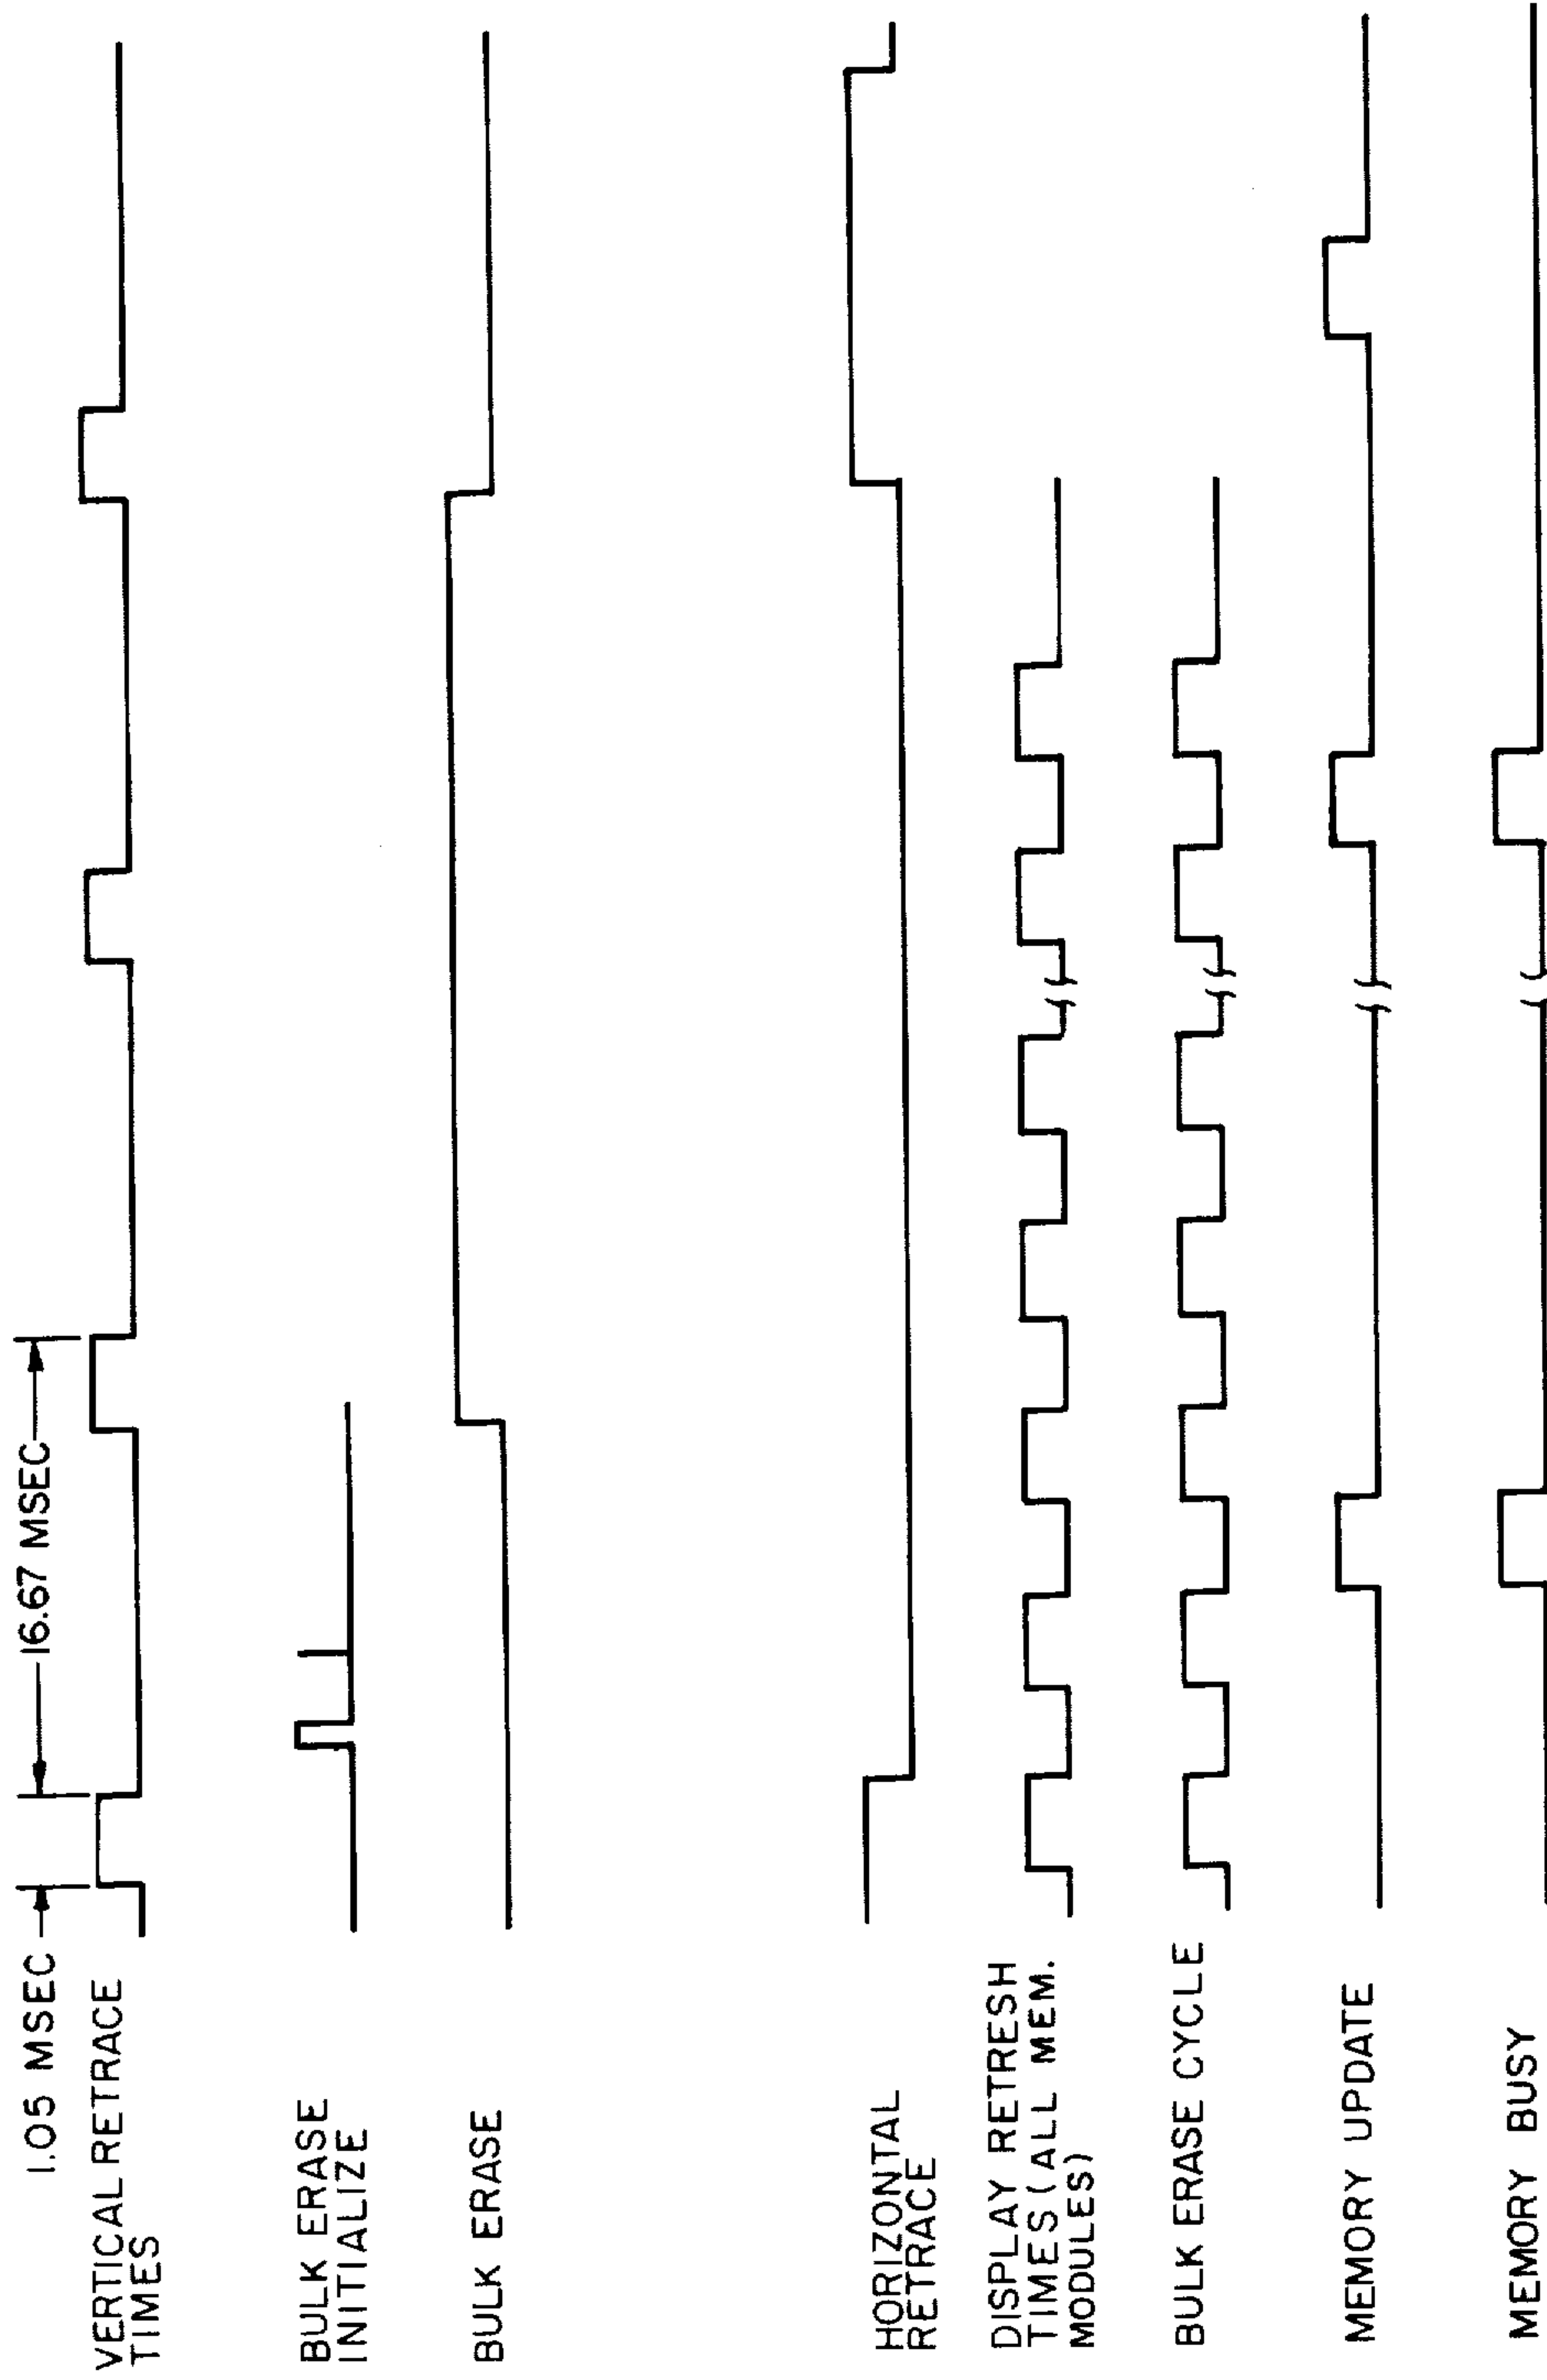 1.05 MSEC
16.67 MSEC
VERTICAL RETRACE
TIMES
BULK ERASE
INITIALIZE
BULK ERASE
HORIZONTAL
RETRACE
DISPLAY RETRESH
TIMES (ALL MEM.
MODULES)
BULK ERASE CYCLE
MEMORY UPDATE
MEMORY BUSY